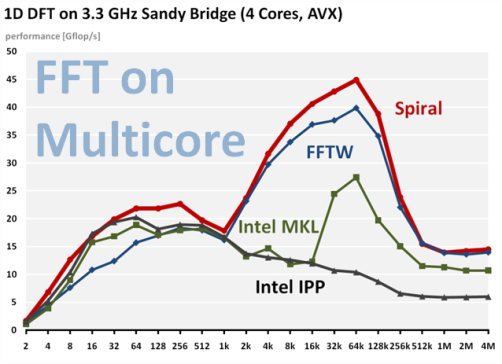 1D DFT on 3.3 GHz Sandy Bridge (4 Cores, AVX)
performance [Gflop/s]
50
45
40
35
30
25
20
15
10
5
0
FFT on
Multicore
Spiral
FFTW
Intel MKL
Intel IPP
2 4 8 16 32 64 128 256 512 1k 2k 4k 8k 16k 32k 64k 128k 256k 512k 1M 2M 4M